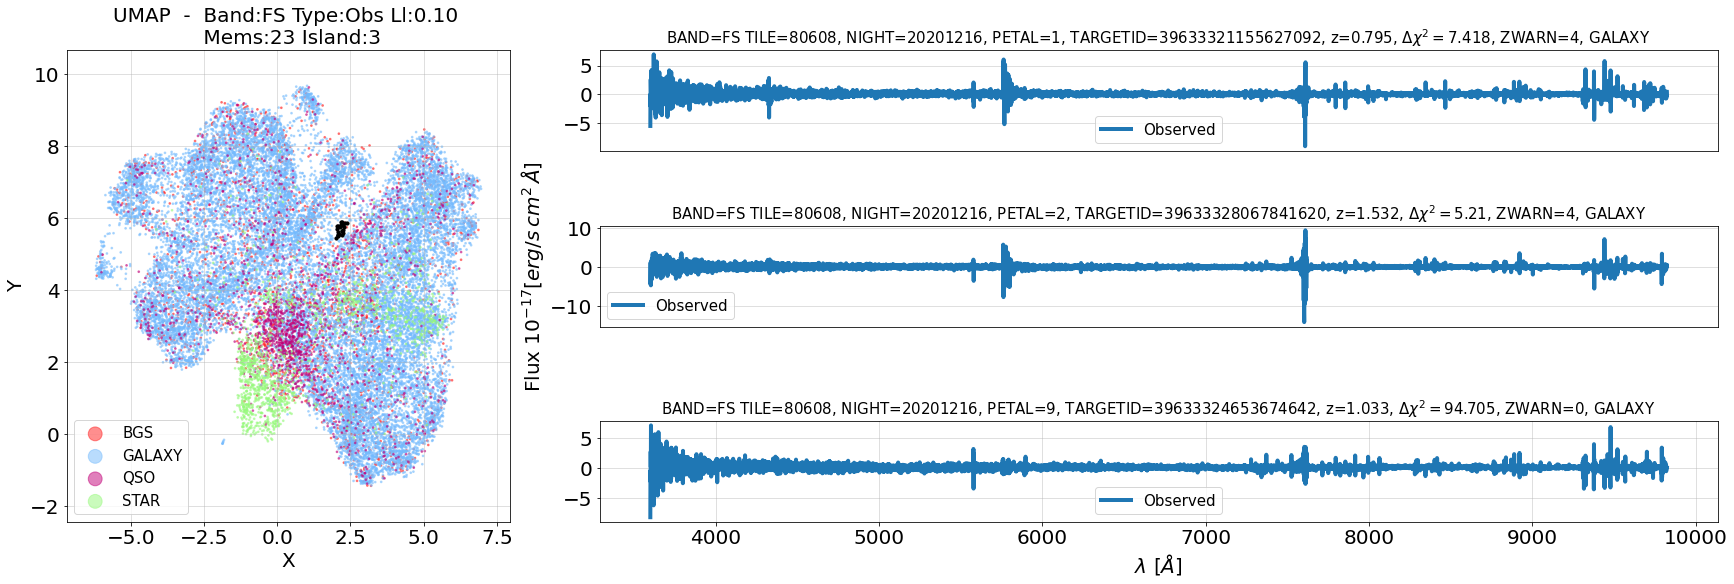 UMAP - Band:FS Type:Obs Ll:0.10
Mems:23 Island:3
Y
10
8
6
4
2
0
−2
BGS
GALAXY
QSO
STAR
−5.0 −2.5 0.0 2.5 5.0 7.5
X
Flux 10⁻¹⁷[erg/s cm² Å]
BAND=FS TILE=80608, NIGHT=20201216, PETAL=1, TARGETID=39633321155627092, z=0.795, Δχ² = 7.418, ZWARN=4, GALAXY
5
0
−5
Observed
BAND=FS TILE=80608, NIGHT=20201216, PETAL=2, TARGETID=39633328067841620, z=1.532, Δχ² = 5.21, ZWARN=4, GALAXY
10
0
−10
Observed
BAND=FS TILE=80608, NIGHT=20201216, PETAL=9, TARGETID=39633324653674642, z=1.033, Δχ² = 94.705, ZWARN=0, GALAXY
5
0
−5
Observed
4000 5000 6000 7000 8000 9000 10000
λ [Å]